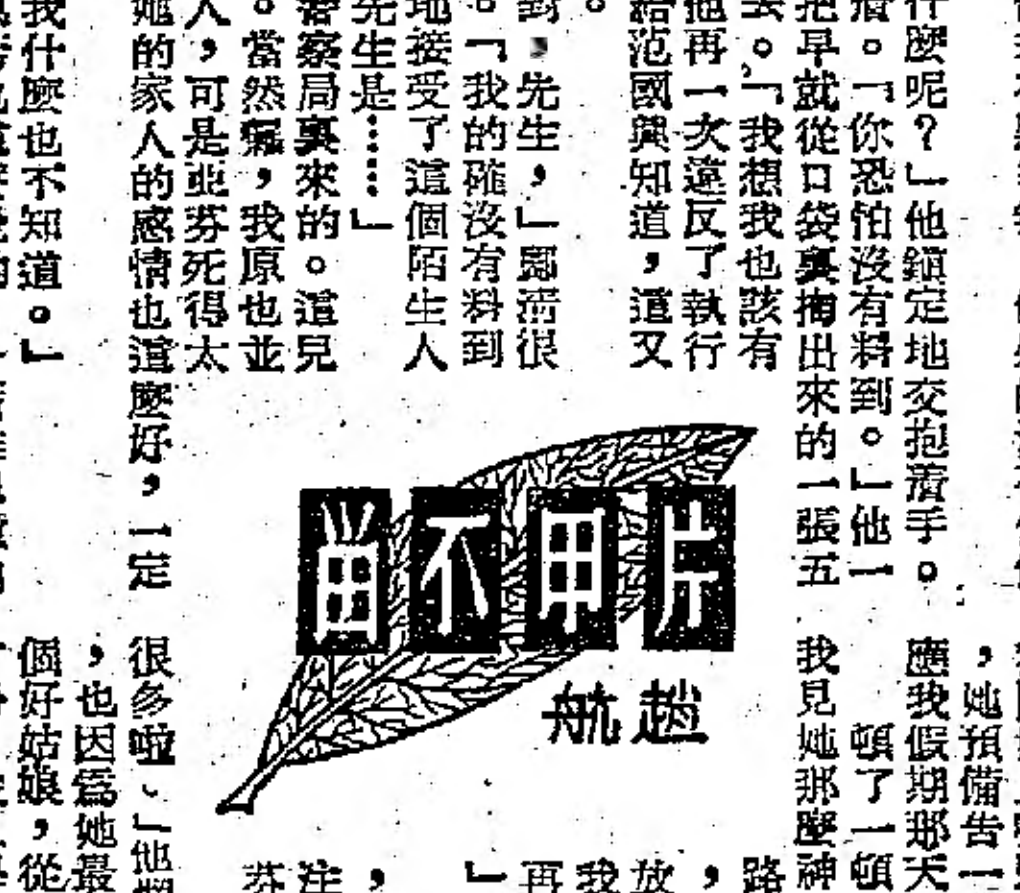 什麼呢？」他鎮定地交抱着手。
着。「你恐怕沒有料到。」他一
把早就從口袋裏掏出來的一張五
去。「我想我也該有
他再一次違反了執行
給范國興知道，這又
。
到，先生，」鄺濟很
。「我的確沒有料到
地接受了這個陌生人
先生是……」
警察局裏來的。這兒
。當然囉，我原也並
人，可是亞芬死得太
她的家人的感情也這麼好，一定
我什麼也不知道。」
片甲不留
趙航
，她預備告一
應我假期那天
頓了一頓
我見她那麼神
路
，
放
我
再
」
，
注
芬
很多啦、」他
，也因為她最
個好姑娘，從